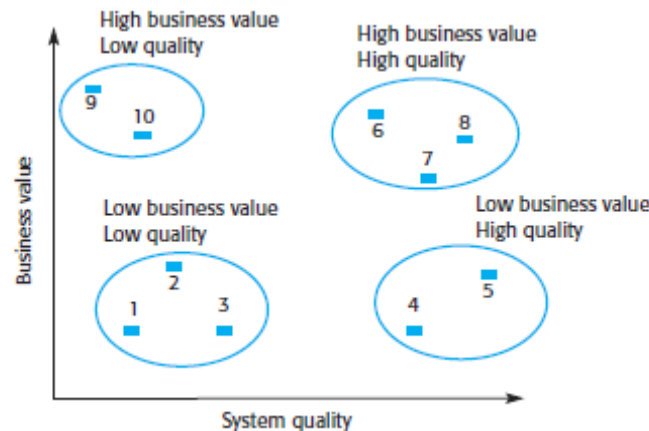 High business value
Low quality
High business value
High quality
9
10
6
8
7
Business value
Low business value
Low quality
Low business value
High quality
2
1
3
4
5
System quality